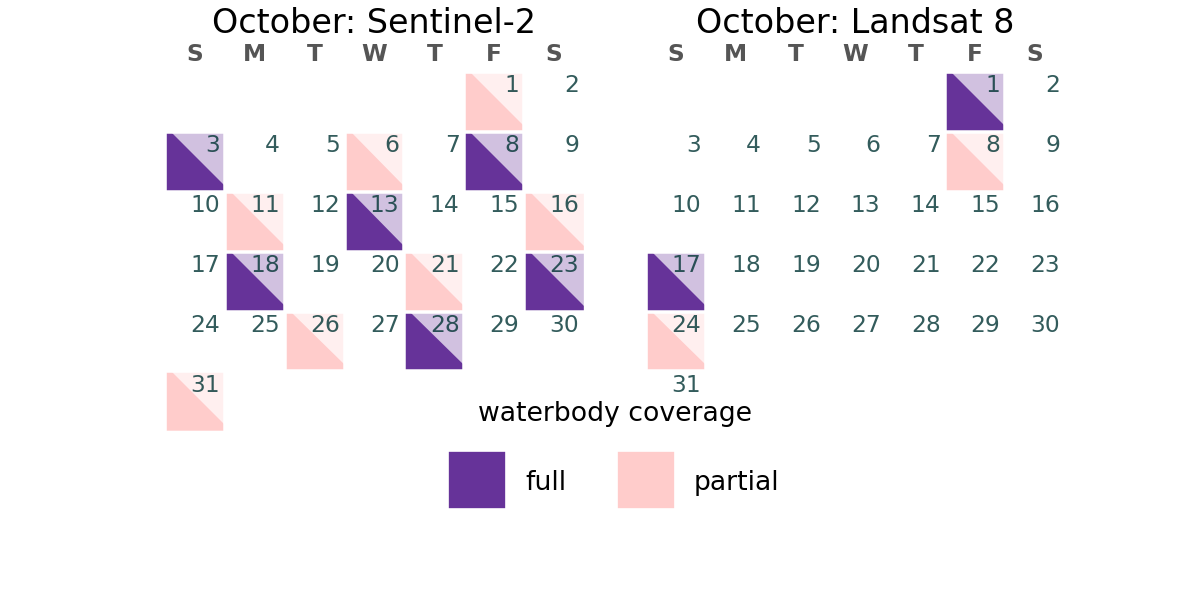 October: Sentinel-2
S M T W T F S
1 2
3 4 5 6 7 8 9
10 11 12 13 14 15 16
17 18 19 20 21 22 23
24 25 26 27 28 29 30
31
October: Landsat 8
S M T W T F S
1 2
3 4 5 6 7 8 9
10 11 12 13 14 15 16
17 18 19 20 21 22 23
24 25 26 27 28 29 30
31
waterbody coverage
full partial